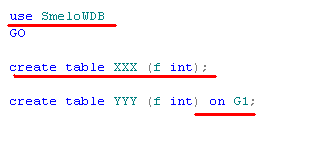 use SmeloWDB
GO
create table XXX (f int);
create table YYY (f int) on G1;